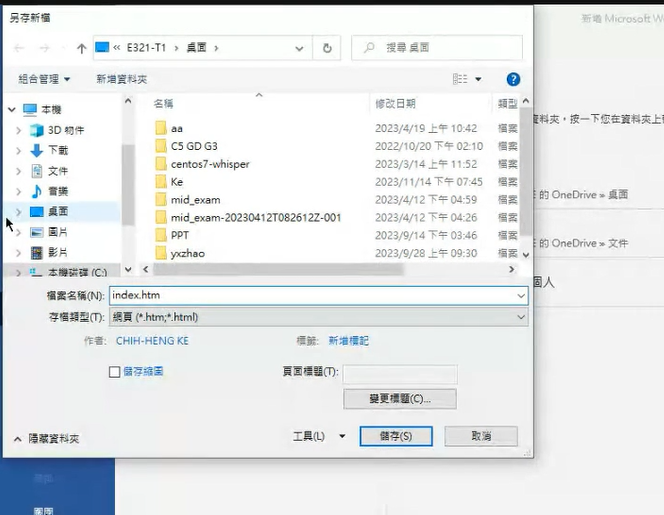 另存新檔
新增 Microsoft W
« E321-T1 › 桌面 ›
搜尋 桌面
組合管理 新增資料夾
名稱 修改日期 類型
本機
3D 物件
下載
文件
音樂
桌面
圖片
影片
本機磁碟 (C:)
aa 2023/4/19 上午 10:42 檔案
C5 GD G3 2022/10/20 下午 02:10 檔案
centos7-whisper 2023/3/14 上午 11:52 檔案
Ke 2023/11/14 下午 07:45 檔案
mid_exam 2023/4/12 下午 04:59 檔案
mid_exam-20230412T082612Z-001 2023/4/12 下午 04:26 檔案
PPT 2023/9/14 下午 03:46 檔案
yxzhao 2023/9/28 上午 09:30 檔案
資料夾，按一下您在資料夾上
的 OneDrive » 桌面
的 OneDrive » 文件
個人
檔案名稱(N): index.htm
存檔類型(T): 網頁 (*.htm;*.html)
作者: CHIH-HENG KE 標籤: 新增標記
儲存縮圖 頁面標題(T):
變更標題(C)...
隱藏資料夾 工具(L) 儲存(S) 取消